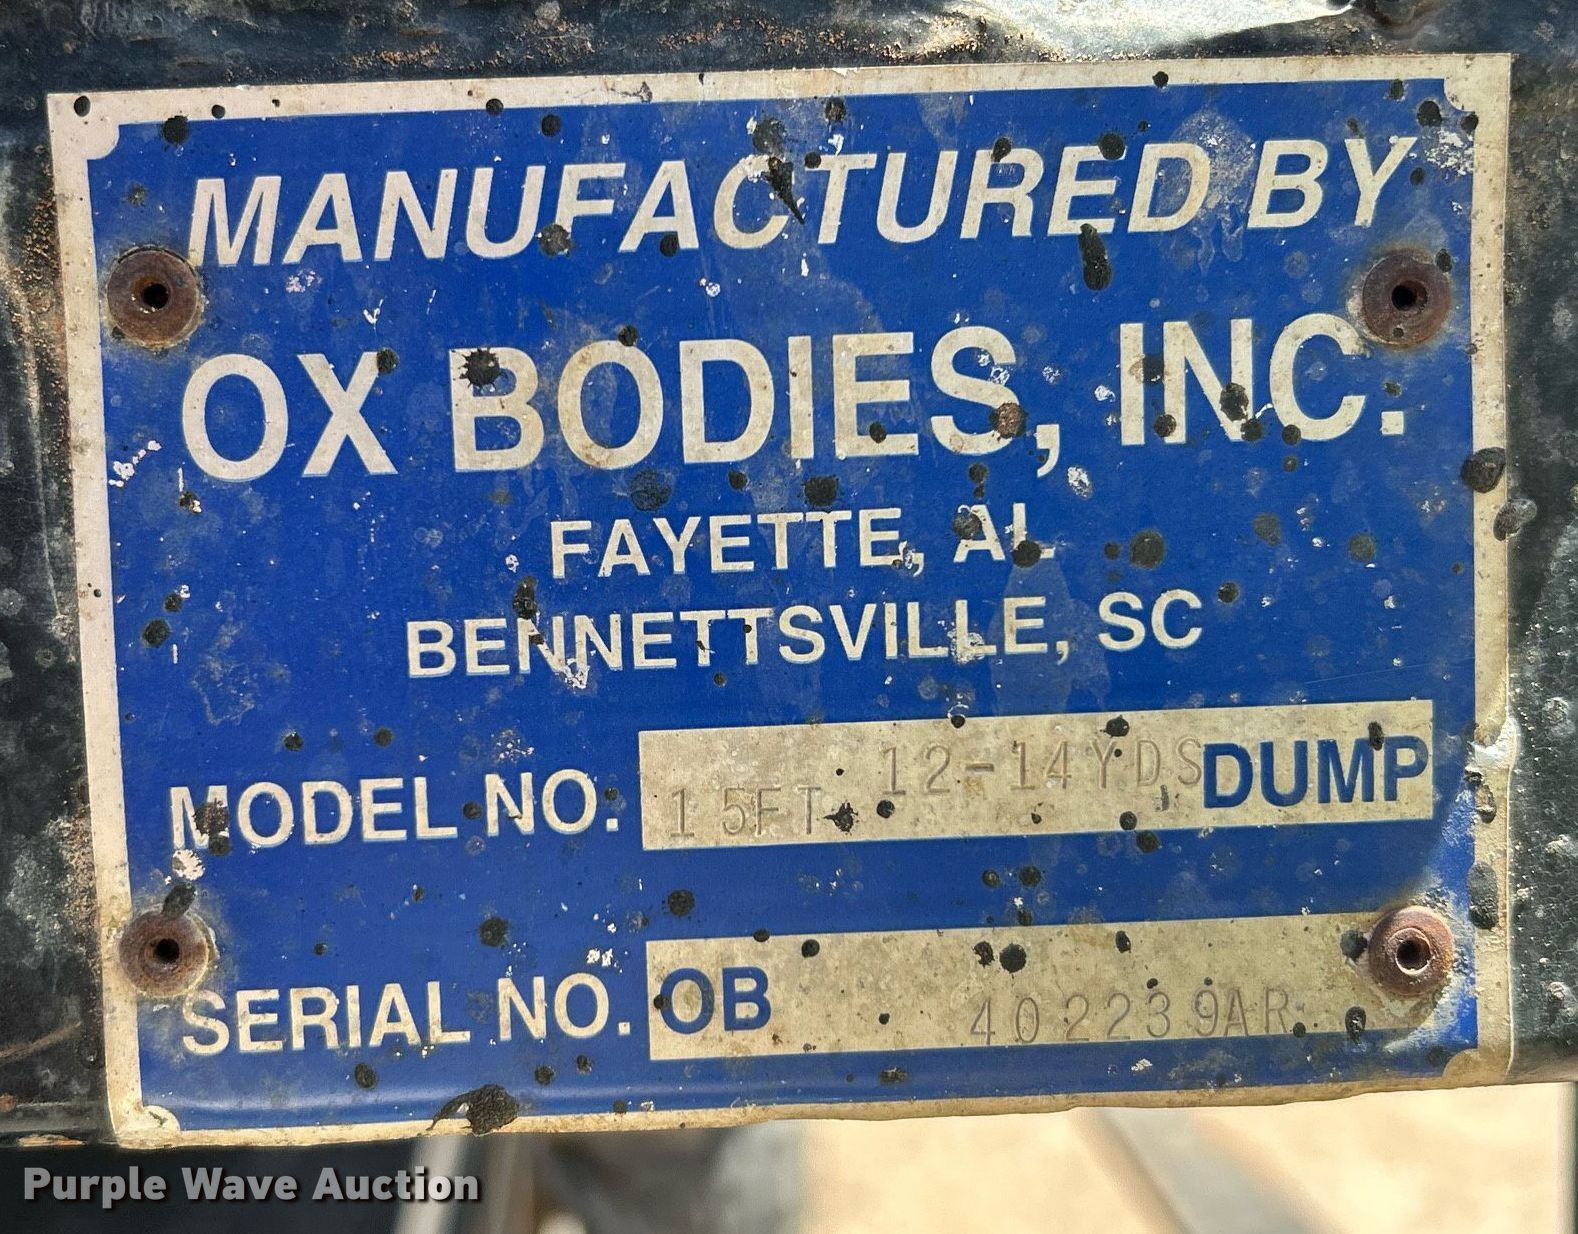 MANUFACTURED BY
OX BODIES, INC.
FAYETTE, AL
BENNETTSVILLE, SC
MODEL NO: 15FT 12-14YDS DUMP
SERIAL NO. OB 402239AR
Purple Wave Auction